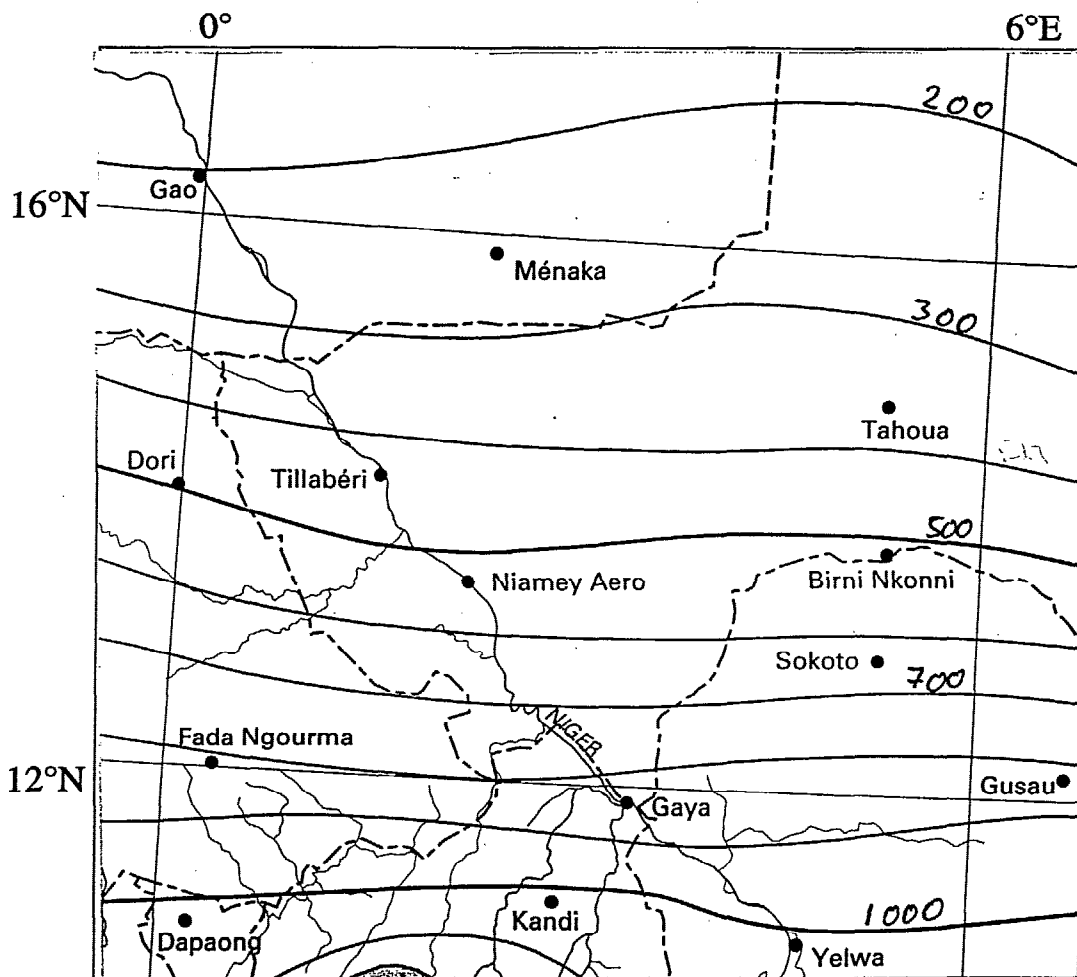 0°
6°E
200
Gao
16°N
Ménaka
300
Tahoua
Dori
Tillabéri
500
Niamey Aero
Birni Nkonni
Sokoto
700
NIGER
Fada Ngourma
12°N
Gusau
Gaya
1000
Kandi
Dapaong
Yelwa